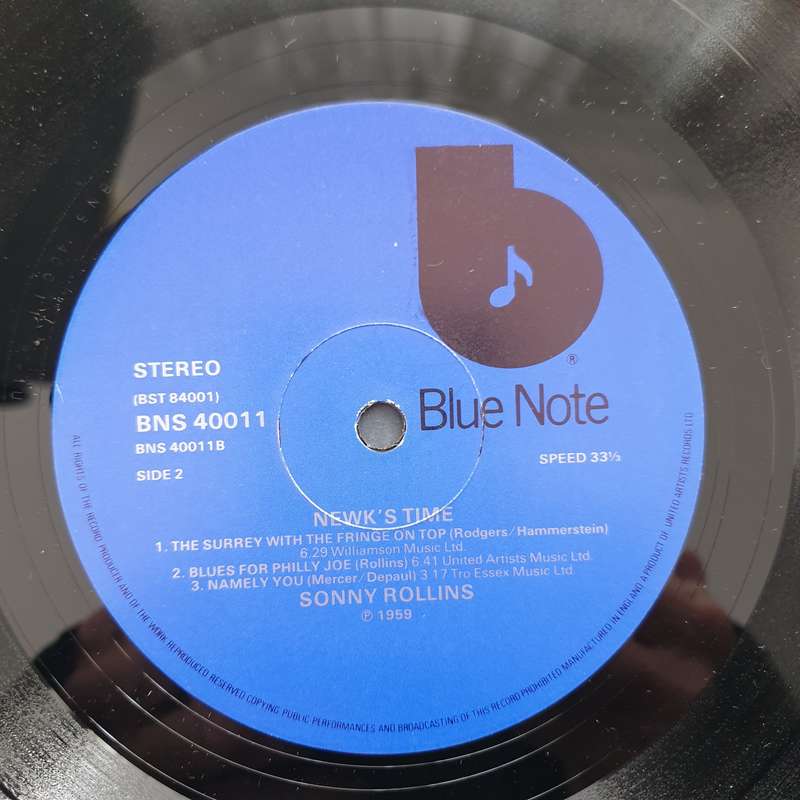 b
®
Blue Note
STEREO
(BST 84001)
BNS 40011
BNS 40011B
SIDE 2
SPEED 33⅓
NEWK'S TIME
1. THE SURREY WITH THE FRINGE ON TOP (Rodgers/Hammerstein)
6.29 Williamson Music Ltd.
2. BLUES FOR PHILLY JOE (Rollins) 6 41 United Artists Music Ltd.
3. NAMELY YOU (Mercer/Depaul) 3 17 Tro Essex Music Ltd.
SONNY ROLLINS
℗ 1959
ALL RIGHTS OF THE RECORD PRODUCER AND OF THE WORK REPRODUCED RESERVED COPYING PUBLIC PERFORMANCES AND BROADCASTING OF THIS RECORD PROHIBITED MANUFACTURED IN ENGLAND A PRODUCT OF UNITED ARTISTS RECORDS LTD